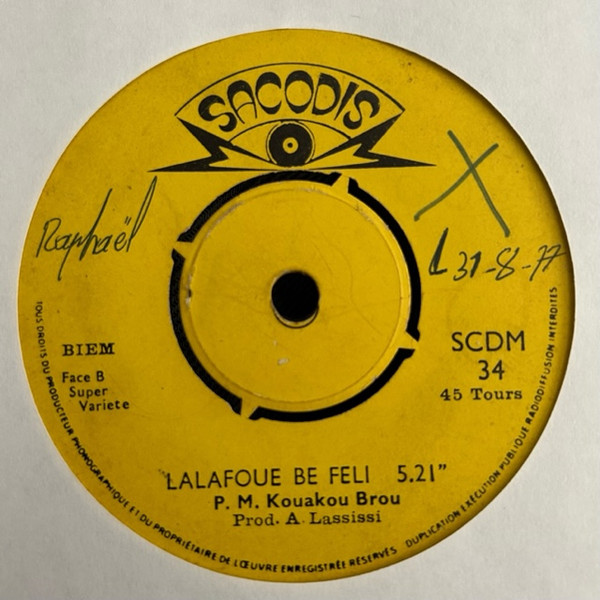 SACODIS
Raphaël
X
L 31-8-77
BIEM
Face B
Super
Variete
SCDM
34
45 Tours
LALAFOUE BE FELI 5.21"
P. M. Kouakou Brou
Prod. A. Lassissi
TOUS DROITS DU PRODUCTEUR PHONOGRAPHIQUE ET DU PROPRIÉTAIRE DE L'ŒUVRE ENREGISTRÉE RÉSERVÉS DUPLICATION EXÉCUTION PUBLIQUE RADIODIFFUSION INTERDITES